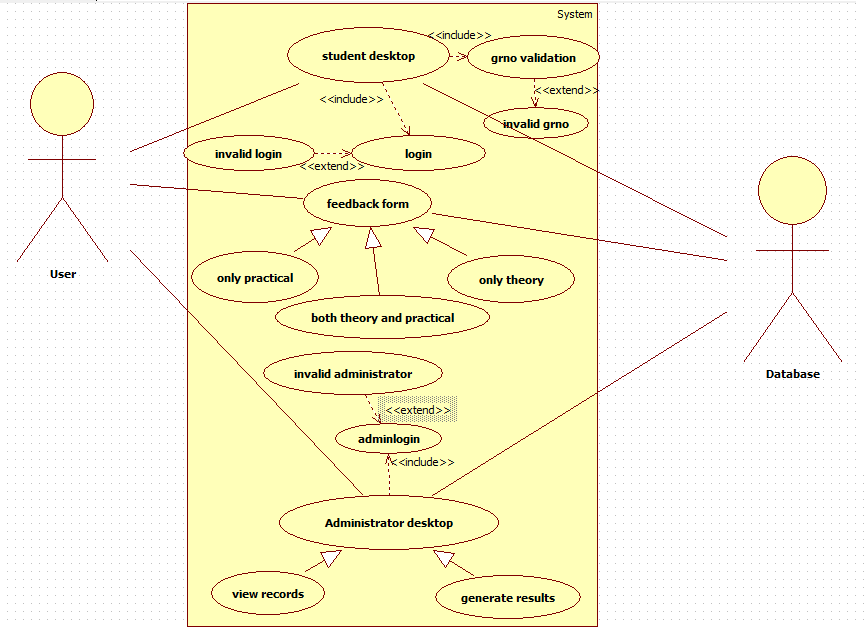 System
<<include>>
student desktop
grno validation
<<extend>>
<<include>>
invalid grno
invalid login
login
<<extend>>
feedback form
User
only practical
only theory
both theory and practical
invalid administrator
Database
<<extend>>
adminlogin
<<include>>
Administrator desktop
view records
generate results